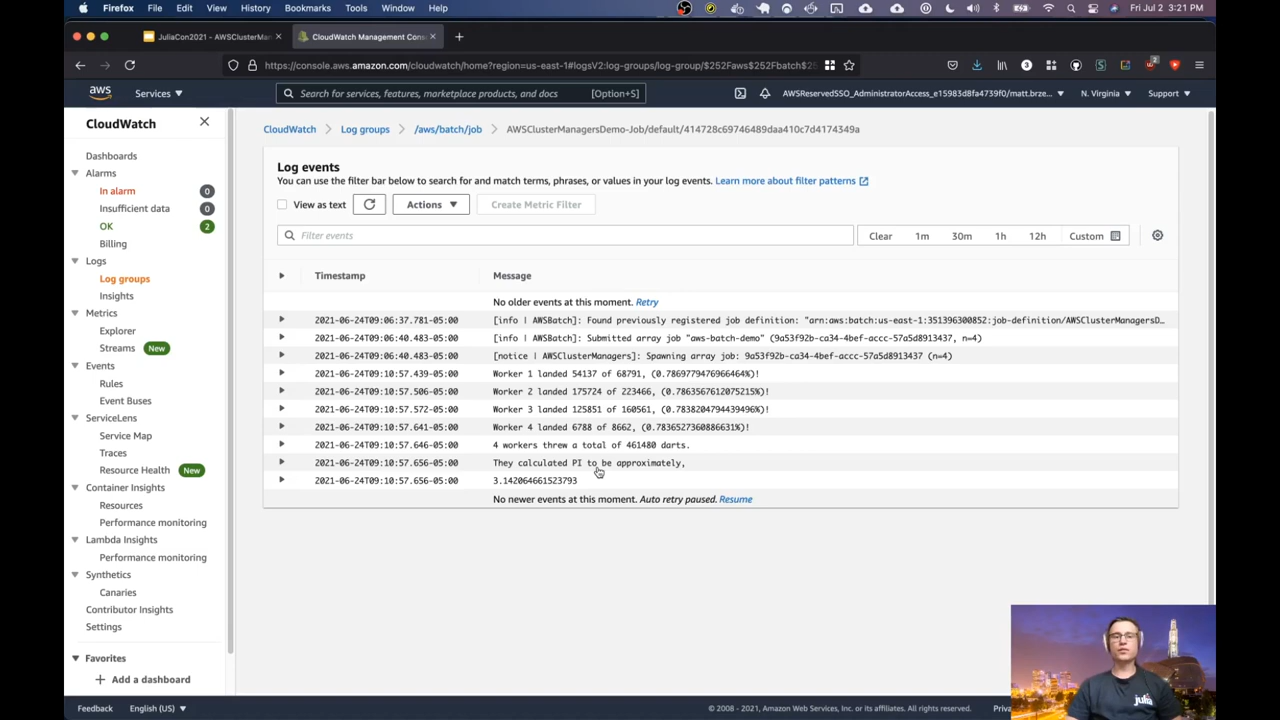 Firefox File Edit View History Bookmarks Tools Window Help Fri Jul 2 3:21 PM
JuliaCon2021 - AWSClusterMan CloudWatch Management Cons
https://console.aws.amazon.com/cloudwatch/home?region=us-east-1#logsV2:log-groups/log-group/$252Faws$252Fbatch$25 3 2
aws Services Search for services, features, marketplace products, and docs [Option+S] AWSReservedSSO_AdministratorAccess_e15983d8fa4739f0/matt.brze... N. Virginia Support
CloudWatch
Dashboards
Alarms
In alarm 0
Insufficient data 0
OK 2
Billing
Logs
Log groups
Insights
Metrics
Explorer
Streams New
Events
Rules
Event Buses
ServiceLens
Service Map
Traces
Resource Health New
Container Insights
Resources
Performance monitoring
Lambda Insights
Performance monitoring
Synthetics
Canaries
Contributor Insights
Settings
Favorites
Add a dashboard
CloudWatch Log groups /aws/batch/job AWSClusterManagersDemo-Job/default/414728c69746489daa410c7d4174349a
Log events
You can use the filter bar below to search for and match terms, phrases, or values in your log events. Learn more about filter patterns
View as text Actions Create Metric Filter
Filter events Clear 1m 30m 1h 12h Custom
Timestamp Message
No older events at this moment. Retry
2021-06-24T09:06:37.781-05:00 [info | AWSBatch]: Found previously registered job definition: "arn:aws:batch:us-east-1:351396300852:job-definition/AWSClusterManagersD…
2021-06-24T09:06:40.483-05:00 [info | AWSBatch]: Submitted array job "aws-batch-demo" (9a53f92b-ca34-4bef-accc-57a5d8913437, n=4)
2021-06-24T09:06:40.483-05:00 [notice | AWSClusterManagers]: Spawning array job: 9a53f92b-ca34-4bef-accc-57a5d8913437 (n=4)
2021-06-24T09:10:57.439-05:00 Worker 1 landed 54137 of 68791, (0.7869779476966464%)!
2021-06-24T09:10:57.506-05:00 Worker 2 landed 175724 of 223466, (0.7863567612075215%)!
2021-06-24T09:10:57.572-05:00 Worker 3 landed 125851 of 160561, (0.7838204794439496%)!
2021-06-24T09:10:57.641-05:00 Worker 4 landed 6788 of 8662, (0.7836527360886631%)!
2021-06-24T09:10:57.646-05:00 4 workers threw a total of 461480 darts.
2021-06-24T09:10:57.656-05:00 They calculated PI to be approximately,
2021-06-24T09:10:57.656-05:00 3.142064661523793
No newer events at this moment. Auto retry paused. Resume
julia
Feedback English (US) © 2008 - 2021, Amazon Web Services, Inc. or its affiliates. All rights reserved. Priva